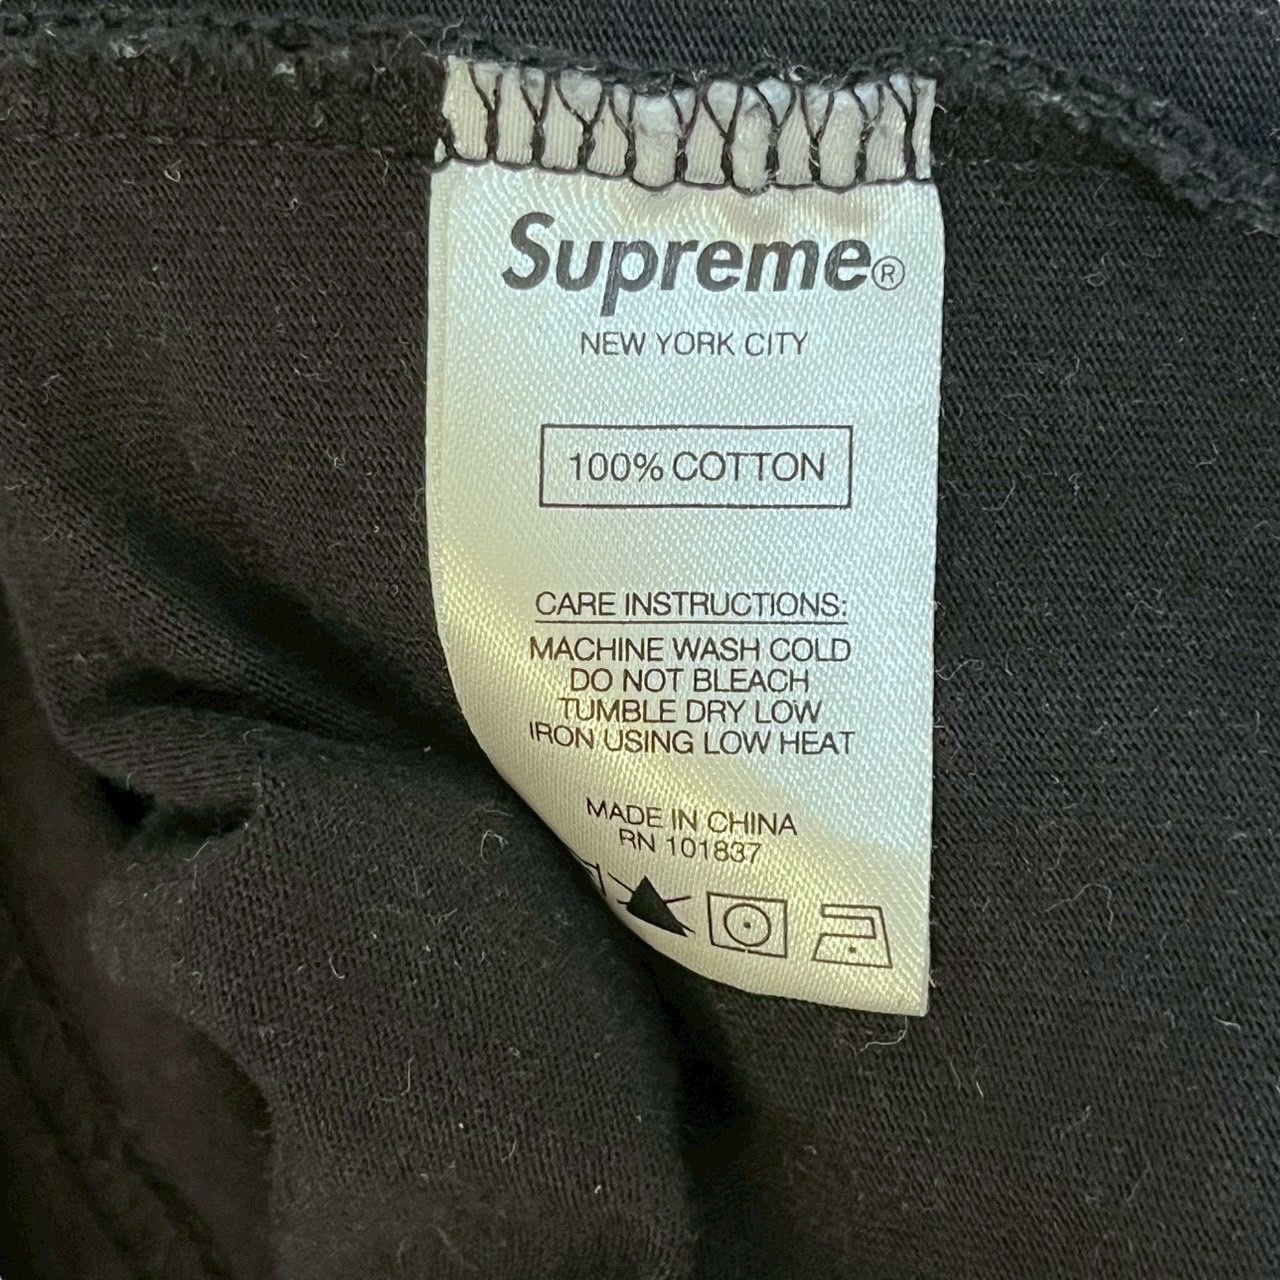 Supreme®
NEW YORK CITY
100% COTTON
CARE INSTRUCTIONS:
MACHINE WASH COLD
DO NOT BLEACH
TUMBLE DRY LOW
IRON USING LOW HEAT
MADE IN CHINA
RN 101837